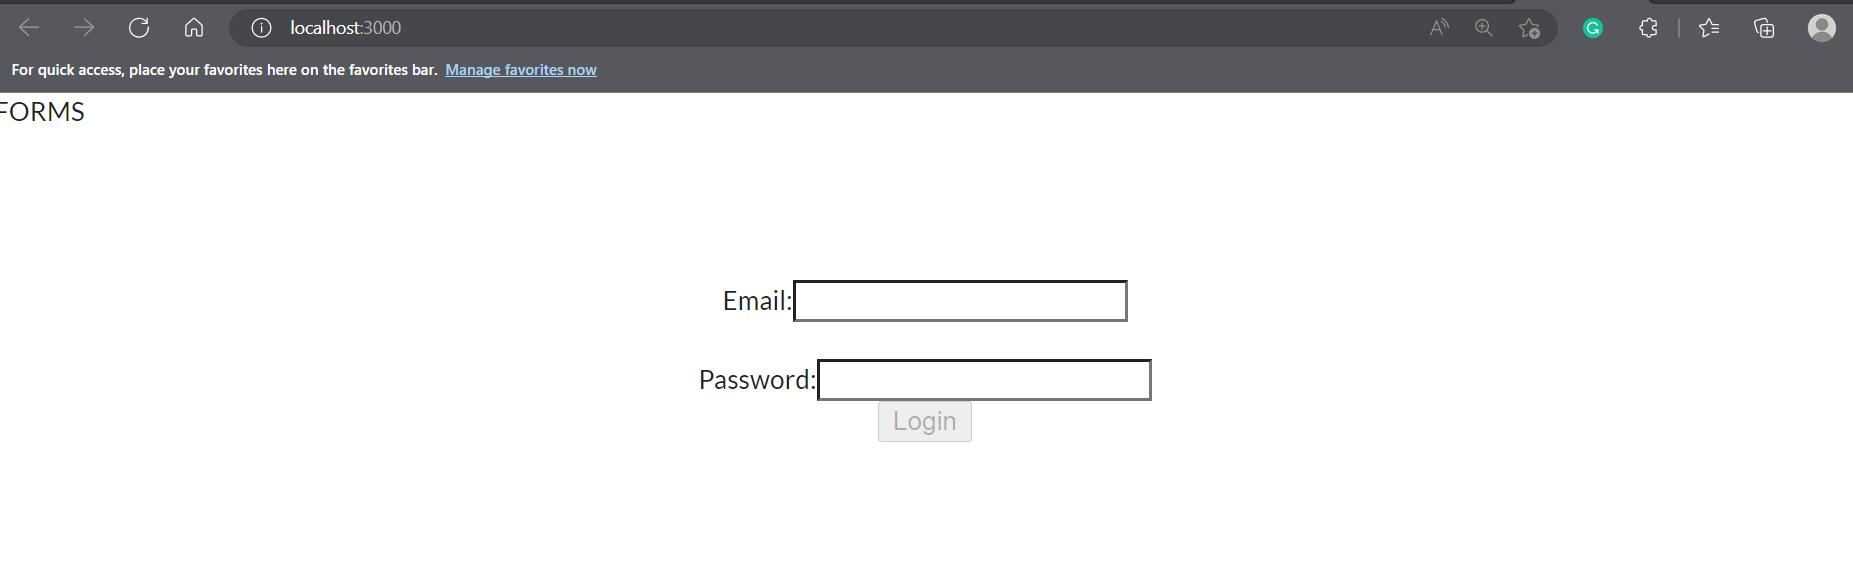 localhost:3000
For quick access, place your favorites here on the favorites bar. Manage favorites now
FORMS
Email:
Password:
Login